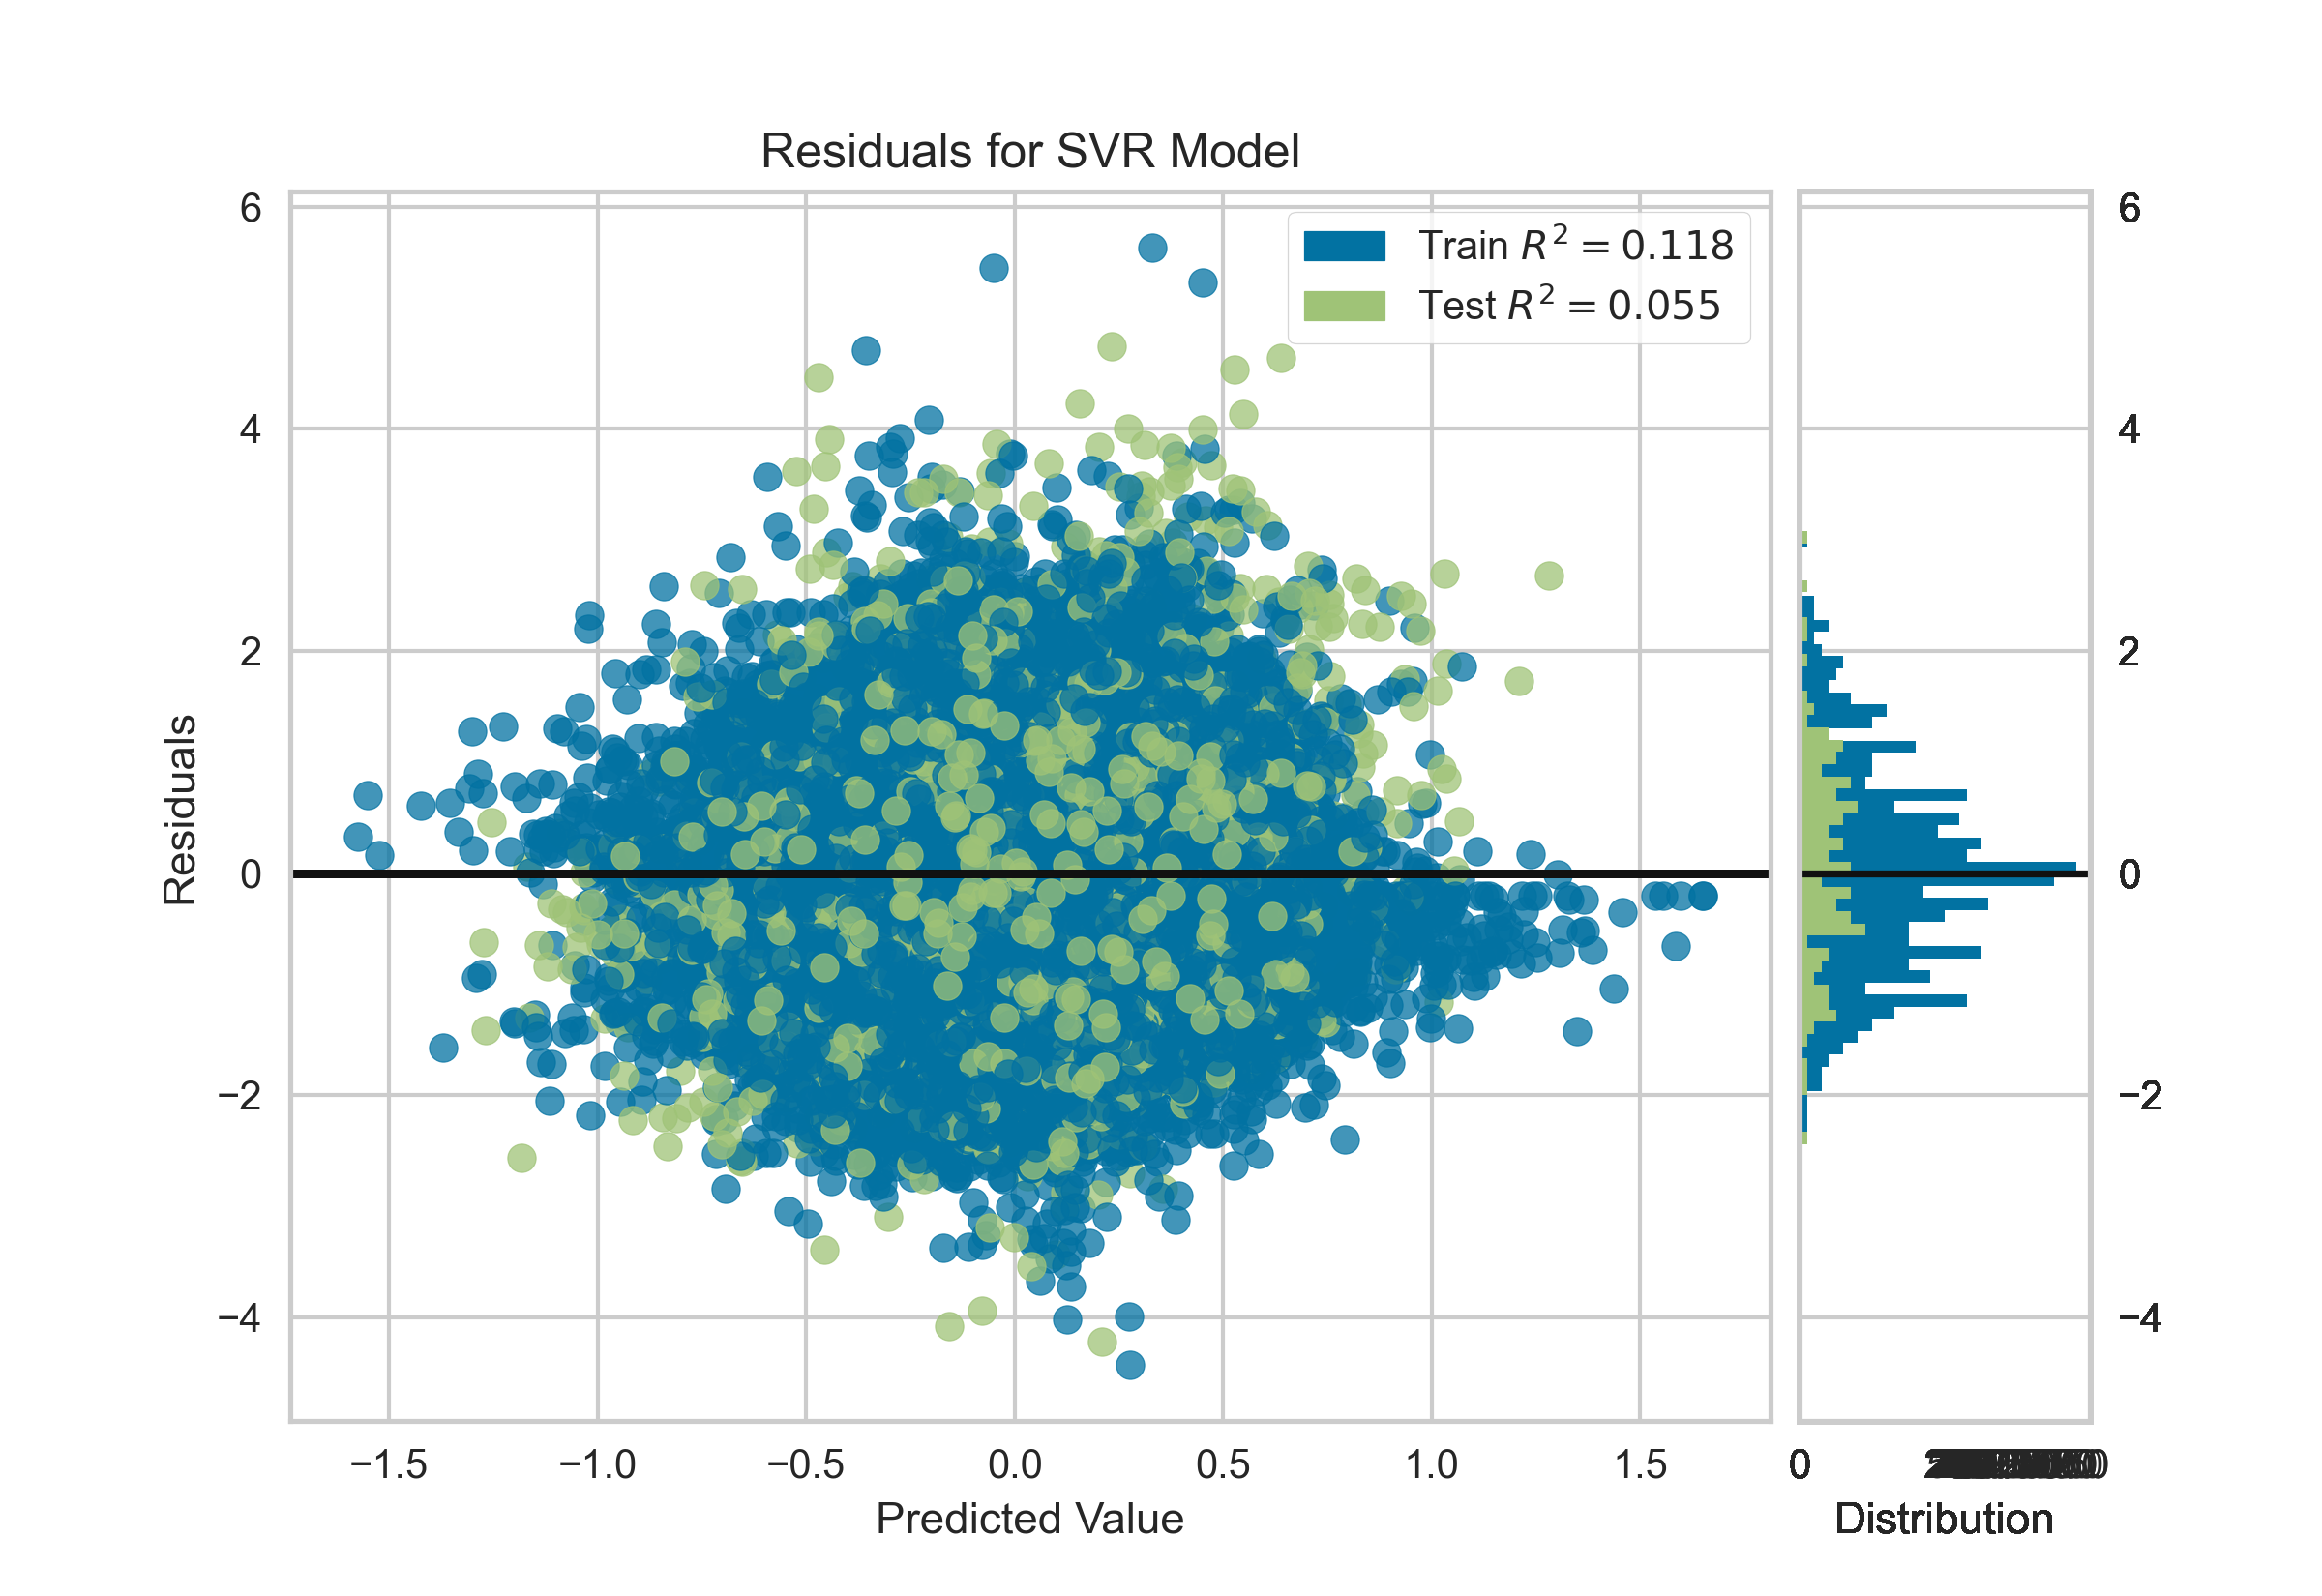 Residuals for SVR Model
Train R² = 0.118
Test R² = 0.055
Residuals
6
4
2
0
−2
−4
6
4
2
0
−2
−4
−1.5 −1.0 −0.5 0.0 0.5 1.0 1.5
0
Predicted Value
Distribution